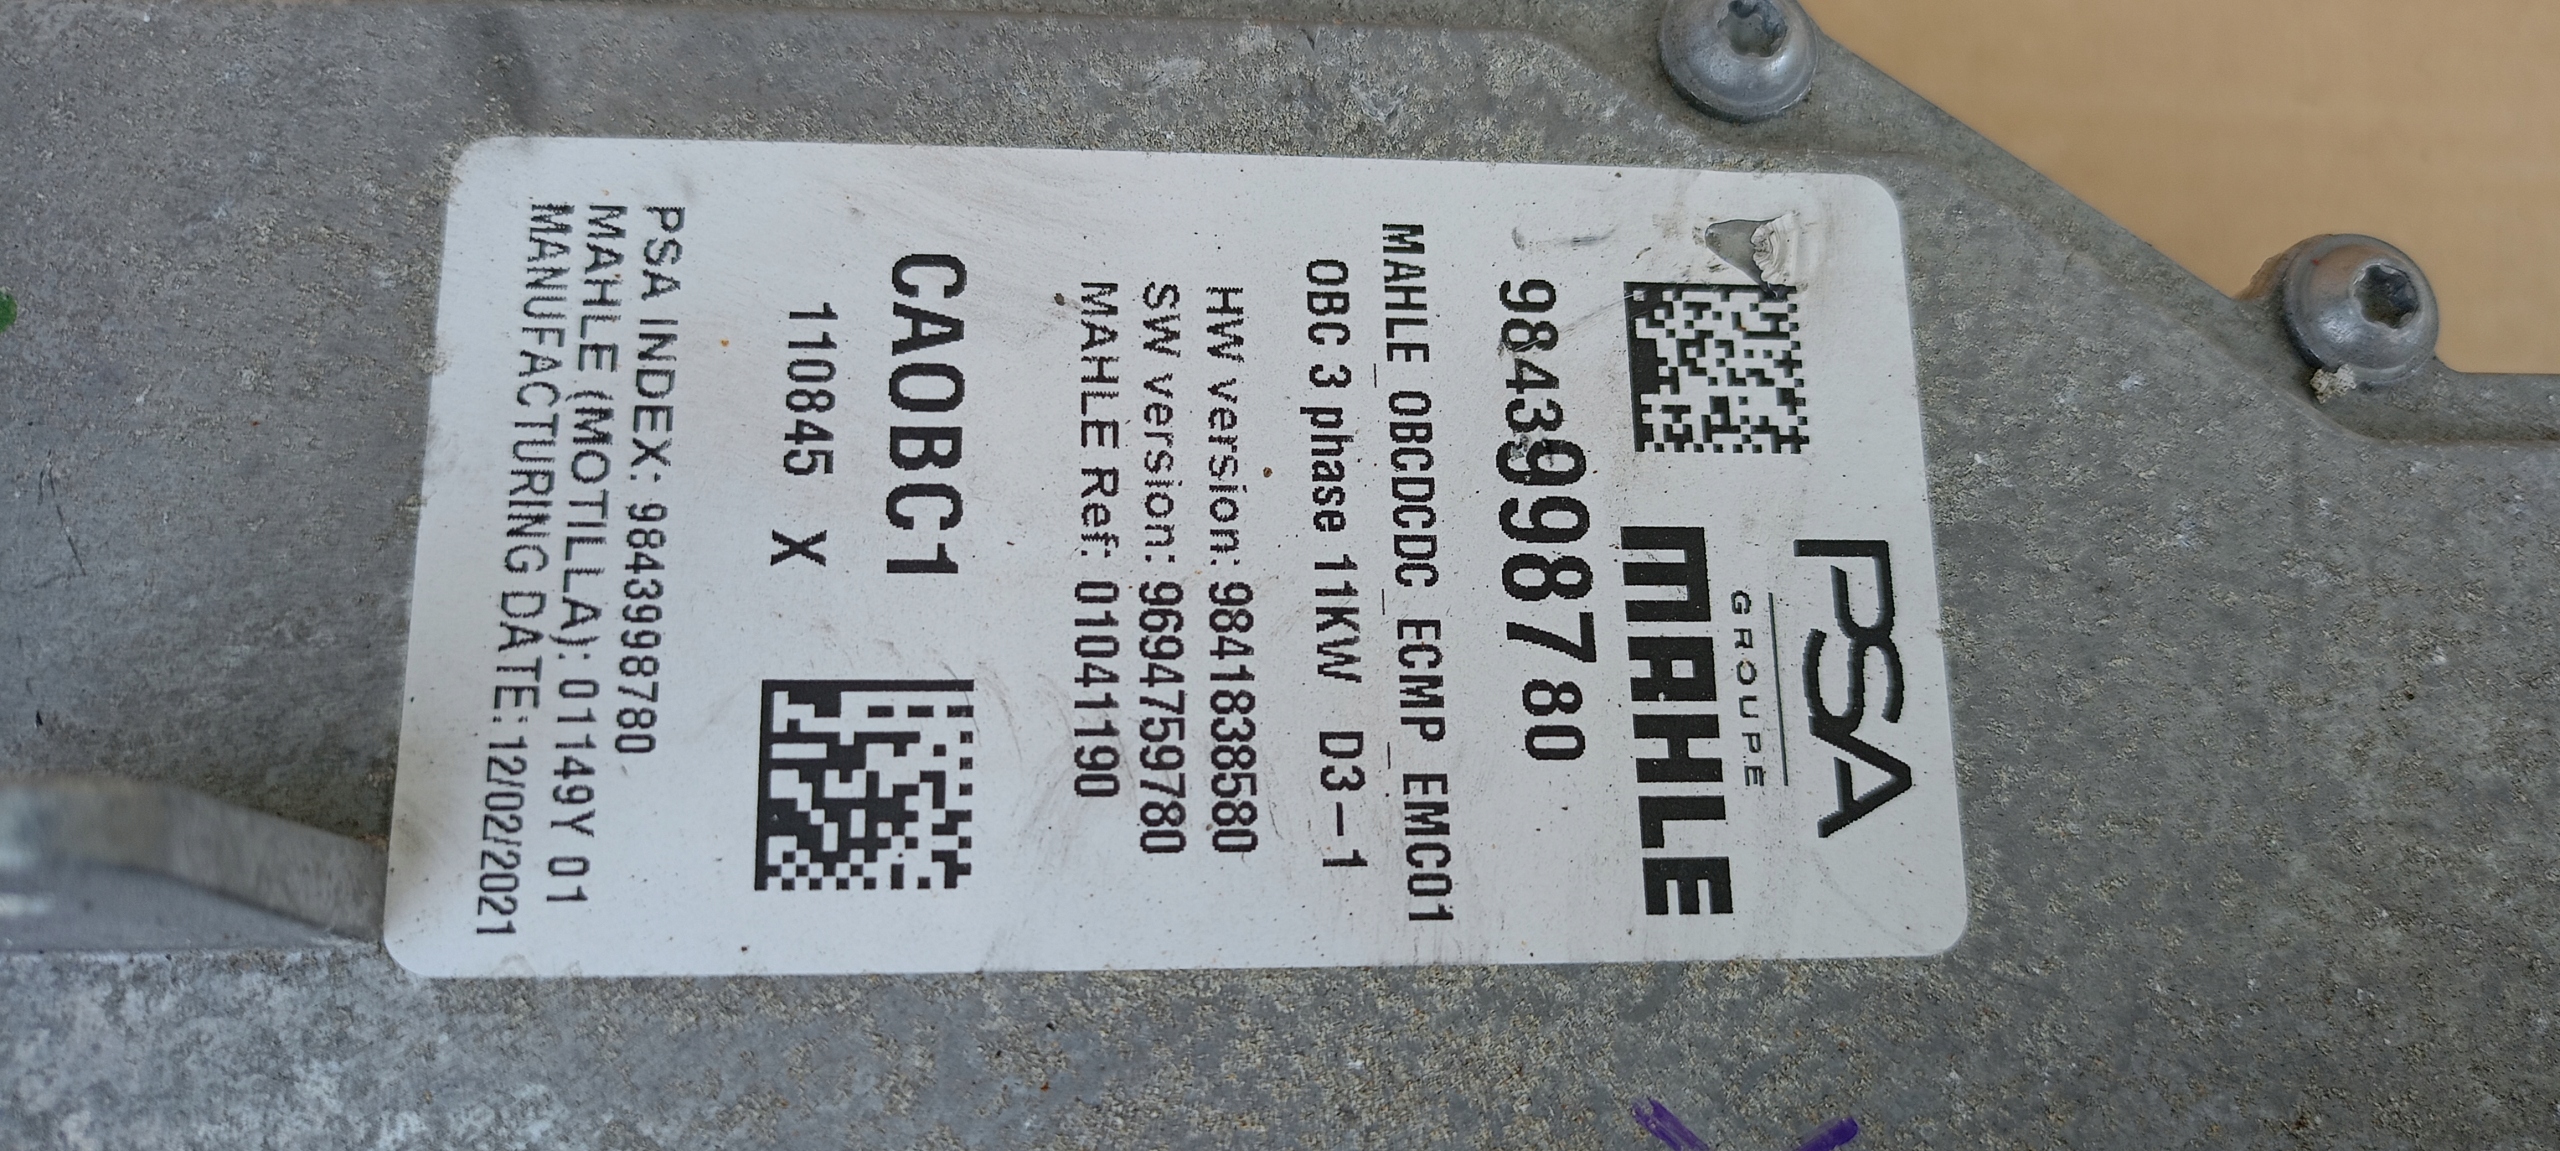 PSA
GROUPE
MAHLE
98439987 80
MAHLE_OBCDCDC_ECMP_EMC01
OBC 3 phase 11KW D3-1
HW version: 9841838580
SW version: 9694759780
MAHLE Ref: 01041190
CAOBC1
110845 X
PSA INDEX: 9843998780
MAHLE (MOTILLA): 01149Y 01
MANUFACTURING DATE: 12/02/2021